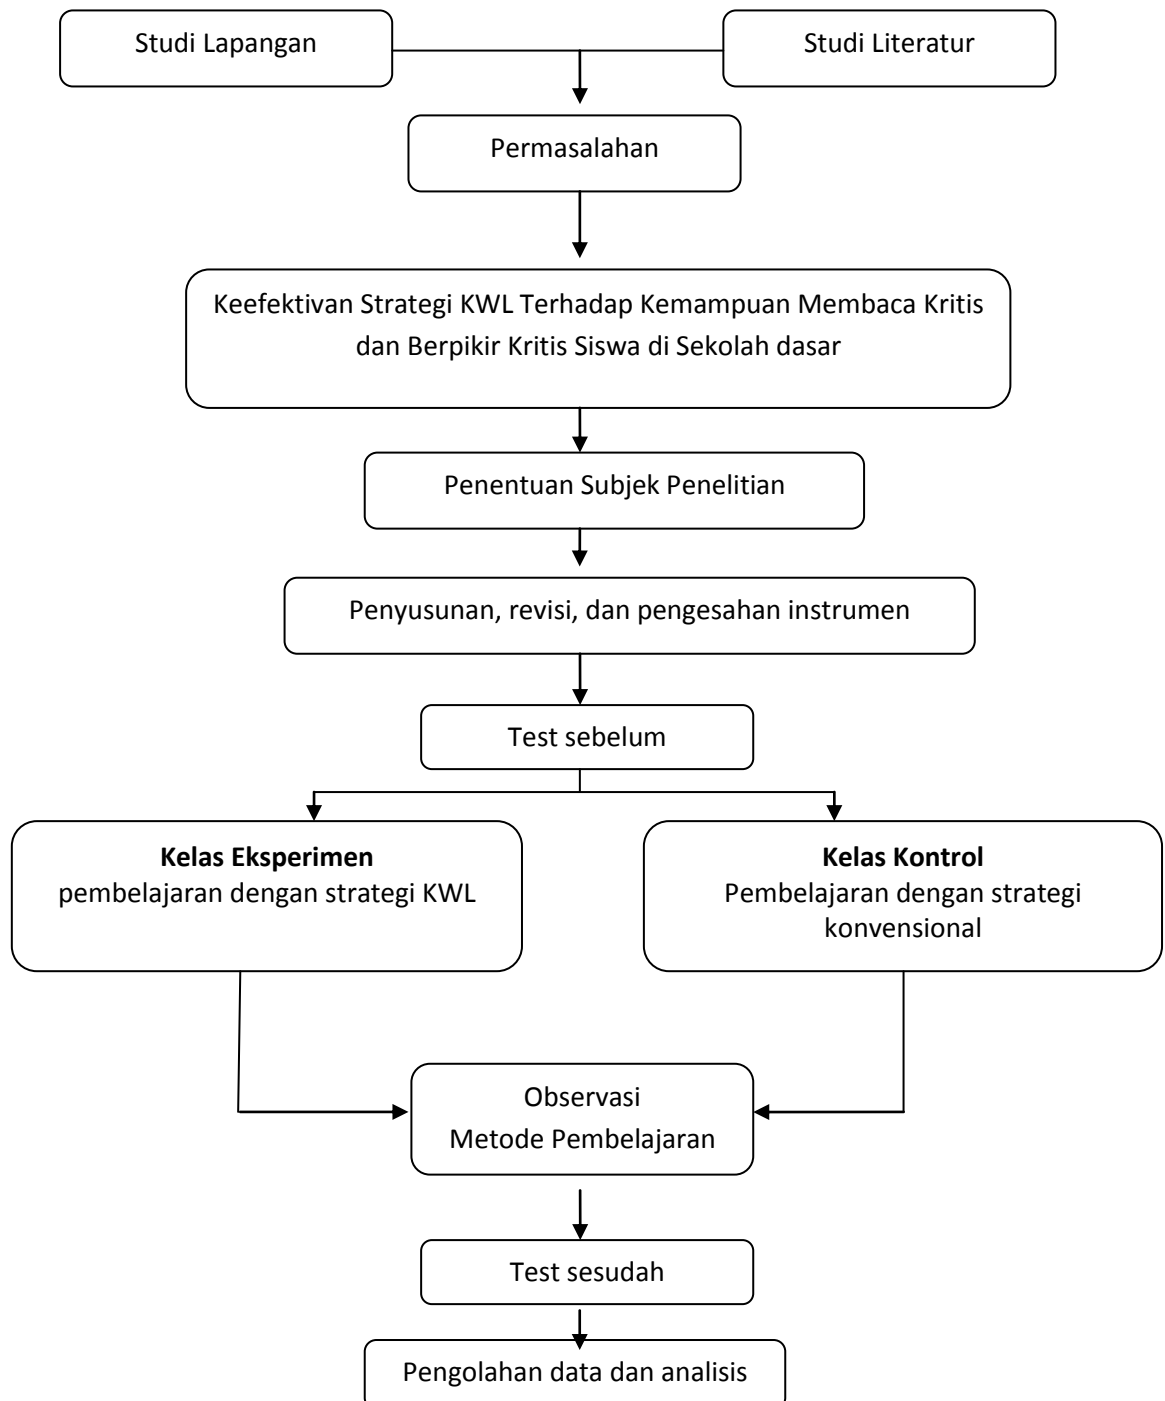 Studi Lapangan
Studi Literatur
Permasalahan
Keefektivan Strategi KWL Terhadap Kemampuan Membaca Kritis
dan Berpikir Kritis Siswa di Sekolah dasar
Penentuan Subjek Penelitian
Penyusunan, revisi, dan pengesahan instrumen
Test sebelum
Kelas Eksperimen
pembelajaran dengan strategi KWL
Kelas Kontrol
Pembelajaran dengan strategi
konvensional
Observasi
Metode Pembelajaran
Test sesudah
Pengolahan data dan analisis